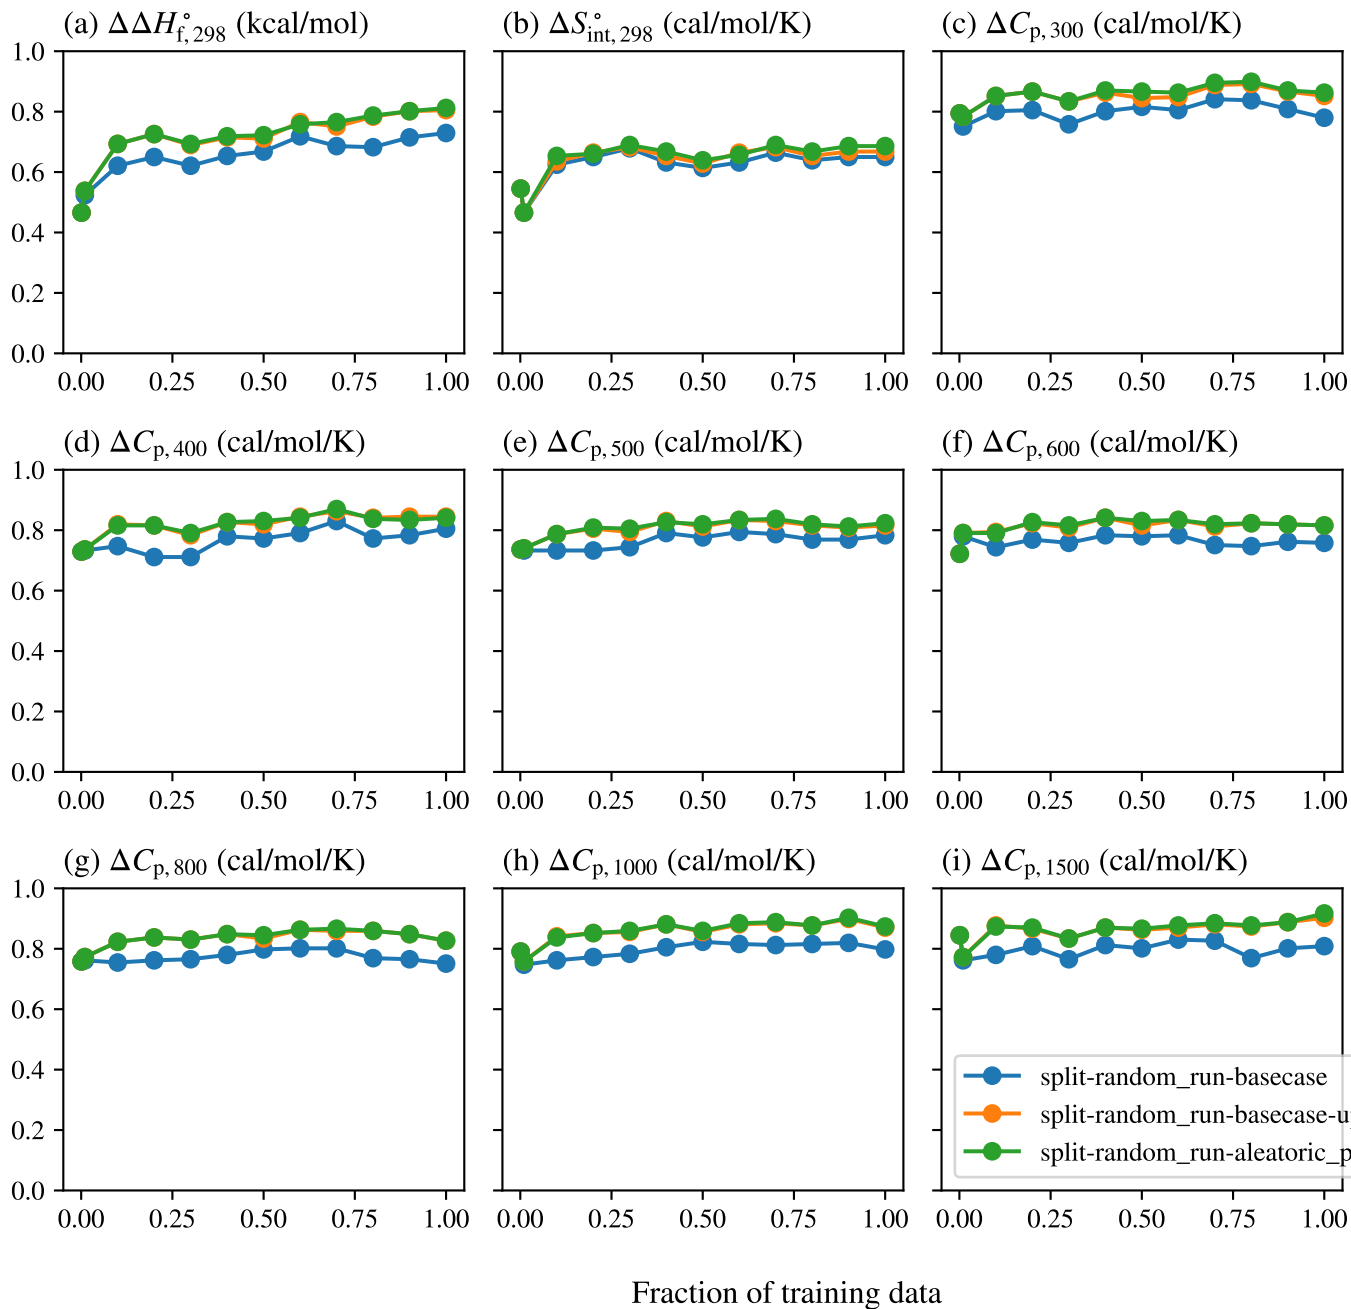 (a) ΔΔH°f, 298 (kcal/mol)
(b) ΔS°int, 298 (cal/mol/K)
(c) ΔCp, 300 (cal/mol/K)
1.0
0.8
0.6
0.4
0.2
0.0
0.00 0.25 0.50 0.75 1.00
0.00 0.25 0.50 0.75 1.00
0.00 0.25 0.50 0.75 1.00
(d) ΔCp, 400 (cal/mol/K)
(e) ΔCp, 500 (cal/mol/K)
(f) ΔCp, 600 (cal/mol/K)
1.0
0.8
0.6
0.4
0.2
0.0
0.00 0.25 0.50 0.75 1.00
0.00 0.25 0.50 0.75 1.00
0.00 0.25 0.50 0.75 1.00
(g) ΔCp, 800 (cal/mol/K)
(h) ΔCp, 1000 (cal/mol/K)
(i) ΔCp, 1500 (cal/mol/K)
1.0
0.8
0.6
0.4
0.2
0.0
split-random_run-basecase
split-random_run-basecase-u
split-random_run-aleatoric_p
0.00 0.25 0.50 0.75 1.00
0.00 0.25 0.50 0.75 1.00
0.00 0.25 0.50 0.75 1.00
Fraction of training data